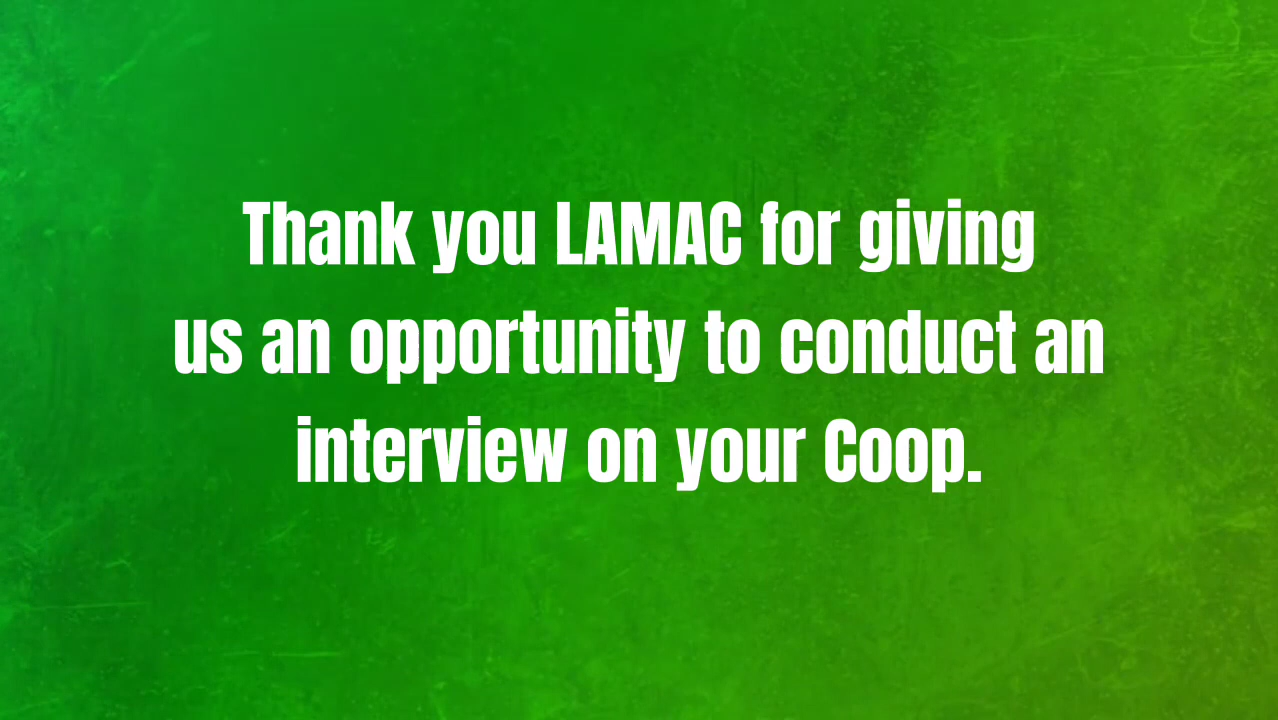 Thank you LAMAC for giving
us an opportunity to conduct an
interview on your Coop.